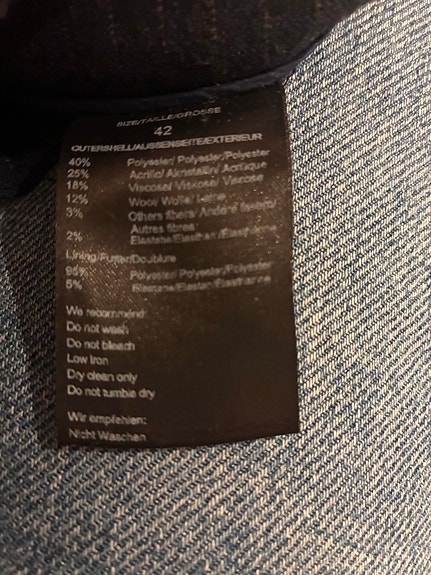 SIZE/TAILLE/GRÖSSE
42
OUTERSHELL/AUSSENSEITE/EXTERIEUR
40% Polyester/ Polyester/Polyester
25% Acrylic/ Akrylstoff/ Acrylique
18% Viscose/ Viskose/ Viscose
12% Wool/ Wolle/ Laine
3% Others fibers/ Andere fasern/
Autres fibres:
2% Elastane/Elasthan/Elasthanne
Lining/Futter/Doublure
95% Polyester/ Polyester/Polyester
5% Elastane/Elasthan/Elasthanne
We recommend:
Do not wash
Do not bleach
Low iron
Dry clean only
Do not tumble dry
Wir empfehlen:
Nicht Waschen